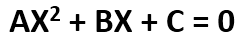 AX² + BX + C = 0